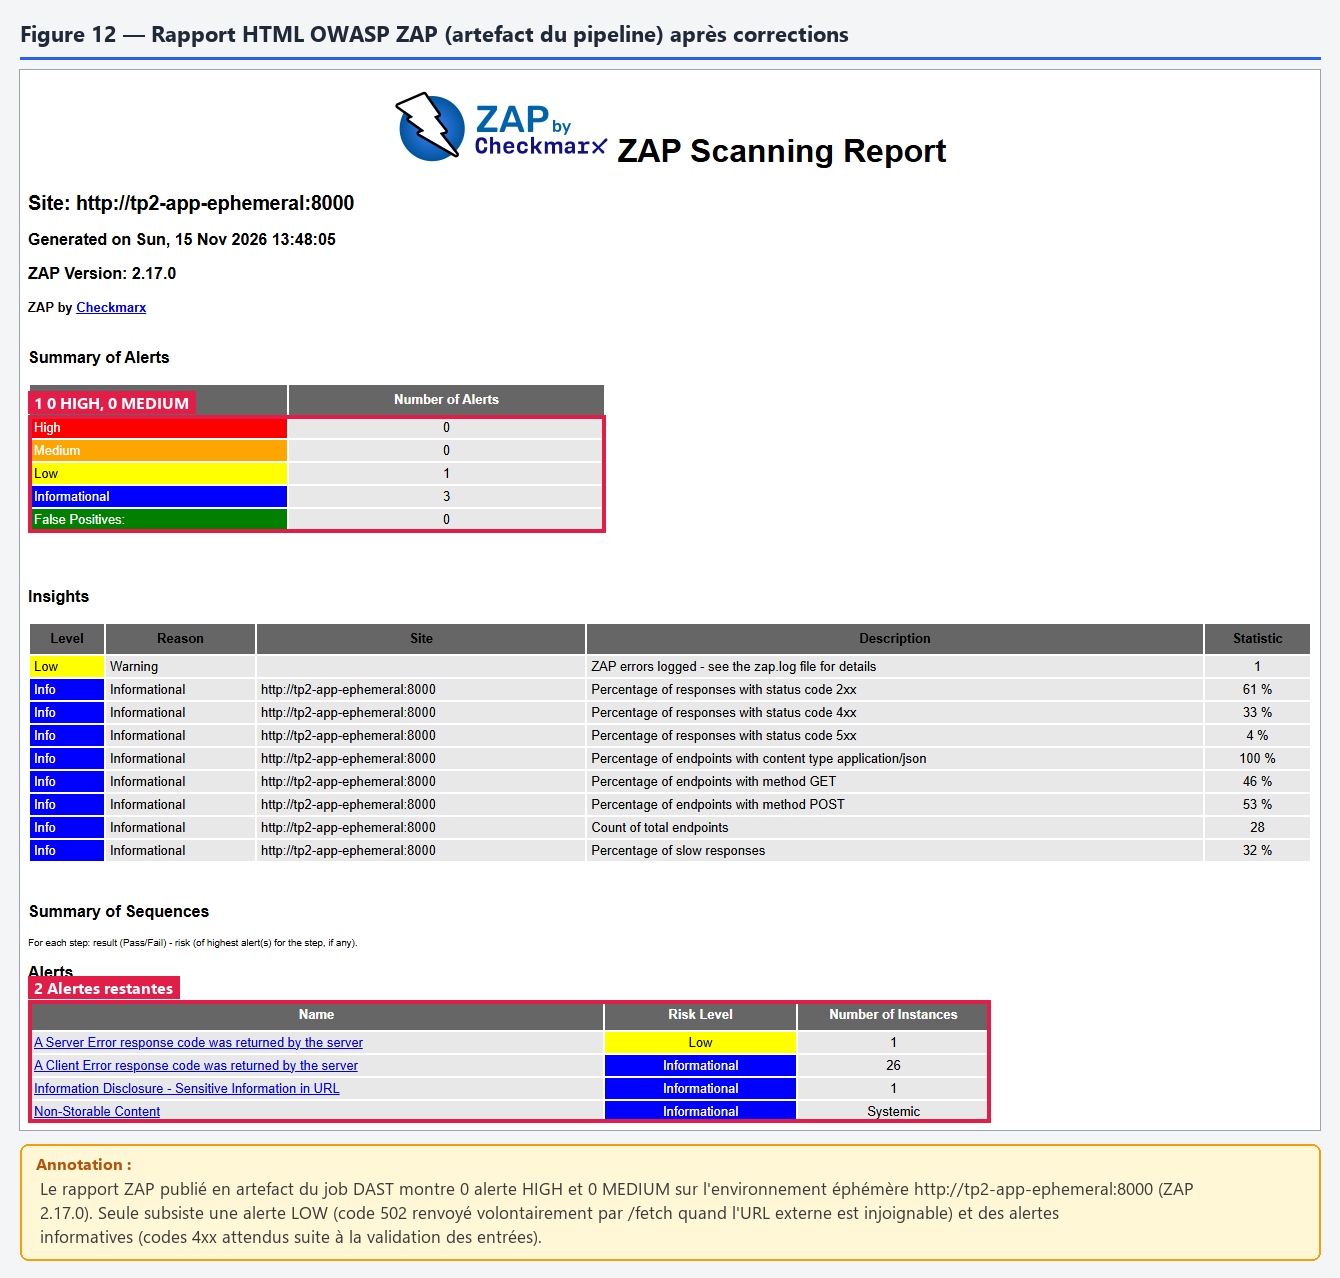 Figure 12 — Rapport HTML OWASP ZAP (artefact du pipeline) après corrections
ZAP by Checkmarx ZAP Scanning Report
Site: http://tp2-app-ephemeral:8000
Generated on Sun, 15 Nov 2026 13:48:05
ZAP Version: 2.17.0
ZAP by Checkmarx
Summary of Alerts
1 0 HIGH, 0 MEDIUM Number of Alerts
High 0
Medium 0
Low 1
Informational 3
False Positives: 0
Insights
Level Reason Site Description Statistic
Low Warning ZAP errors logged - see the zap.log file for details 1
Info Informational http://tp2-app-ephemeral:8000 Percentage of responses with status code 2xx 61 %
Info Informational http://tp2-app-ephemeral:8000 Percentage of responses with status code 4xx 33 %
Info Informational http://tp2-app-ephemeral:8000 Percentage of responses with status code 5xx 4 %
Info Informational http://tp2-app-ephemeral:8000 Percentage of endpoints with content type application/json 100 %
Info Informational http://tp2-app-ephemeral:8000 Percentage of endpoints with method GET 46 %
Info Informational http://tp2-app-ephemeral:8000 Percentage of endpoints with method POST 53 %
Info Informational http://tp2-app-ephemeral:8000 Count of total endpoints 28
Info Informational http://tp2-app-ephemeral:8000 Percentage of slow responses 32 %
Summary of Sequences
For each step: result (Pass/Fail) - risk (of highest alert(s) for the step, if any).
Alerts
2 Alertes restantes
Name Risk Level Number of Instances
A Server Error response code was returned by the server Low 1
A Client Error response code was returned by the server Informational 26
Information Disclosure - Sensitive Information in URL Informational 1
Non-Storable Content Informational Systemic
Annotation :
Le rapport ZAP publié en artefact du job DAST montre 0 alerte HIGH et 0 MEDIUM sur l'environnement éphémère http://tp2-app-ephemeral:8000 (ZAP
2.17.0). Seule subsiste une alerte LOW (code 502 renvoyé volontairement par /fetch quand l'URL externe est injoignable) et des alertes
informatives (codes 4xx attendus suite à la validation des entrées).